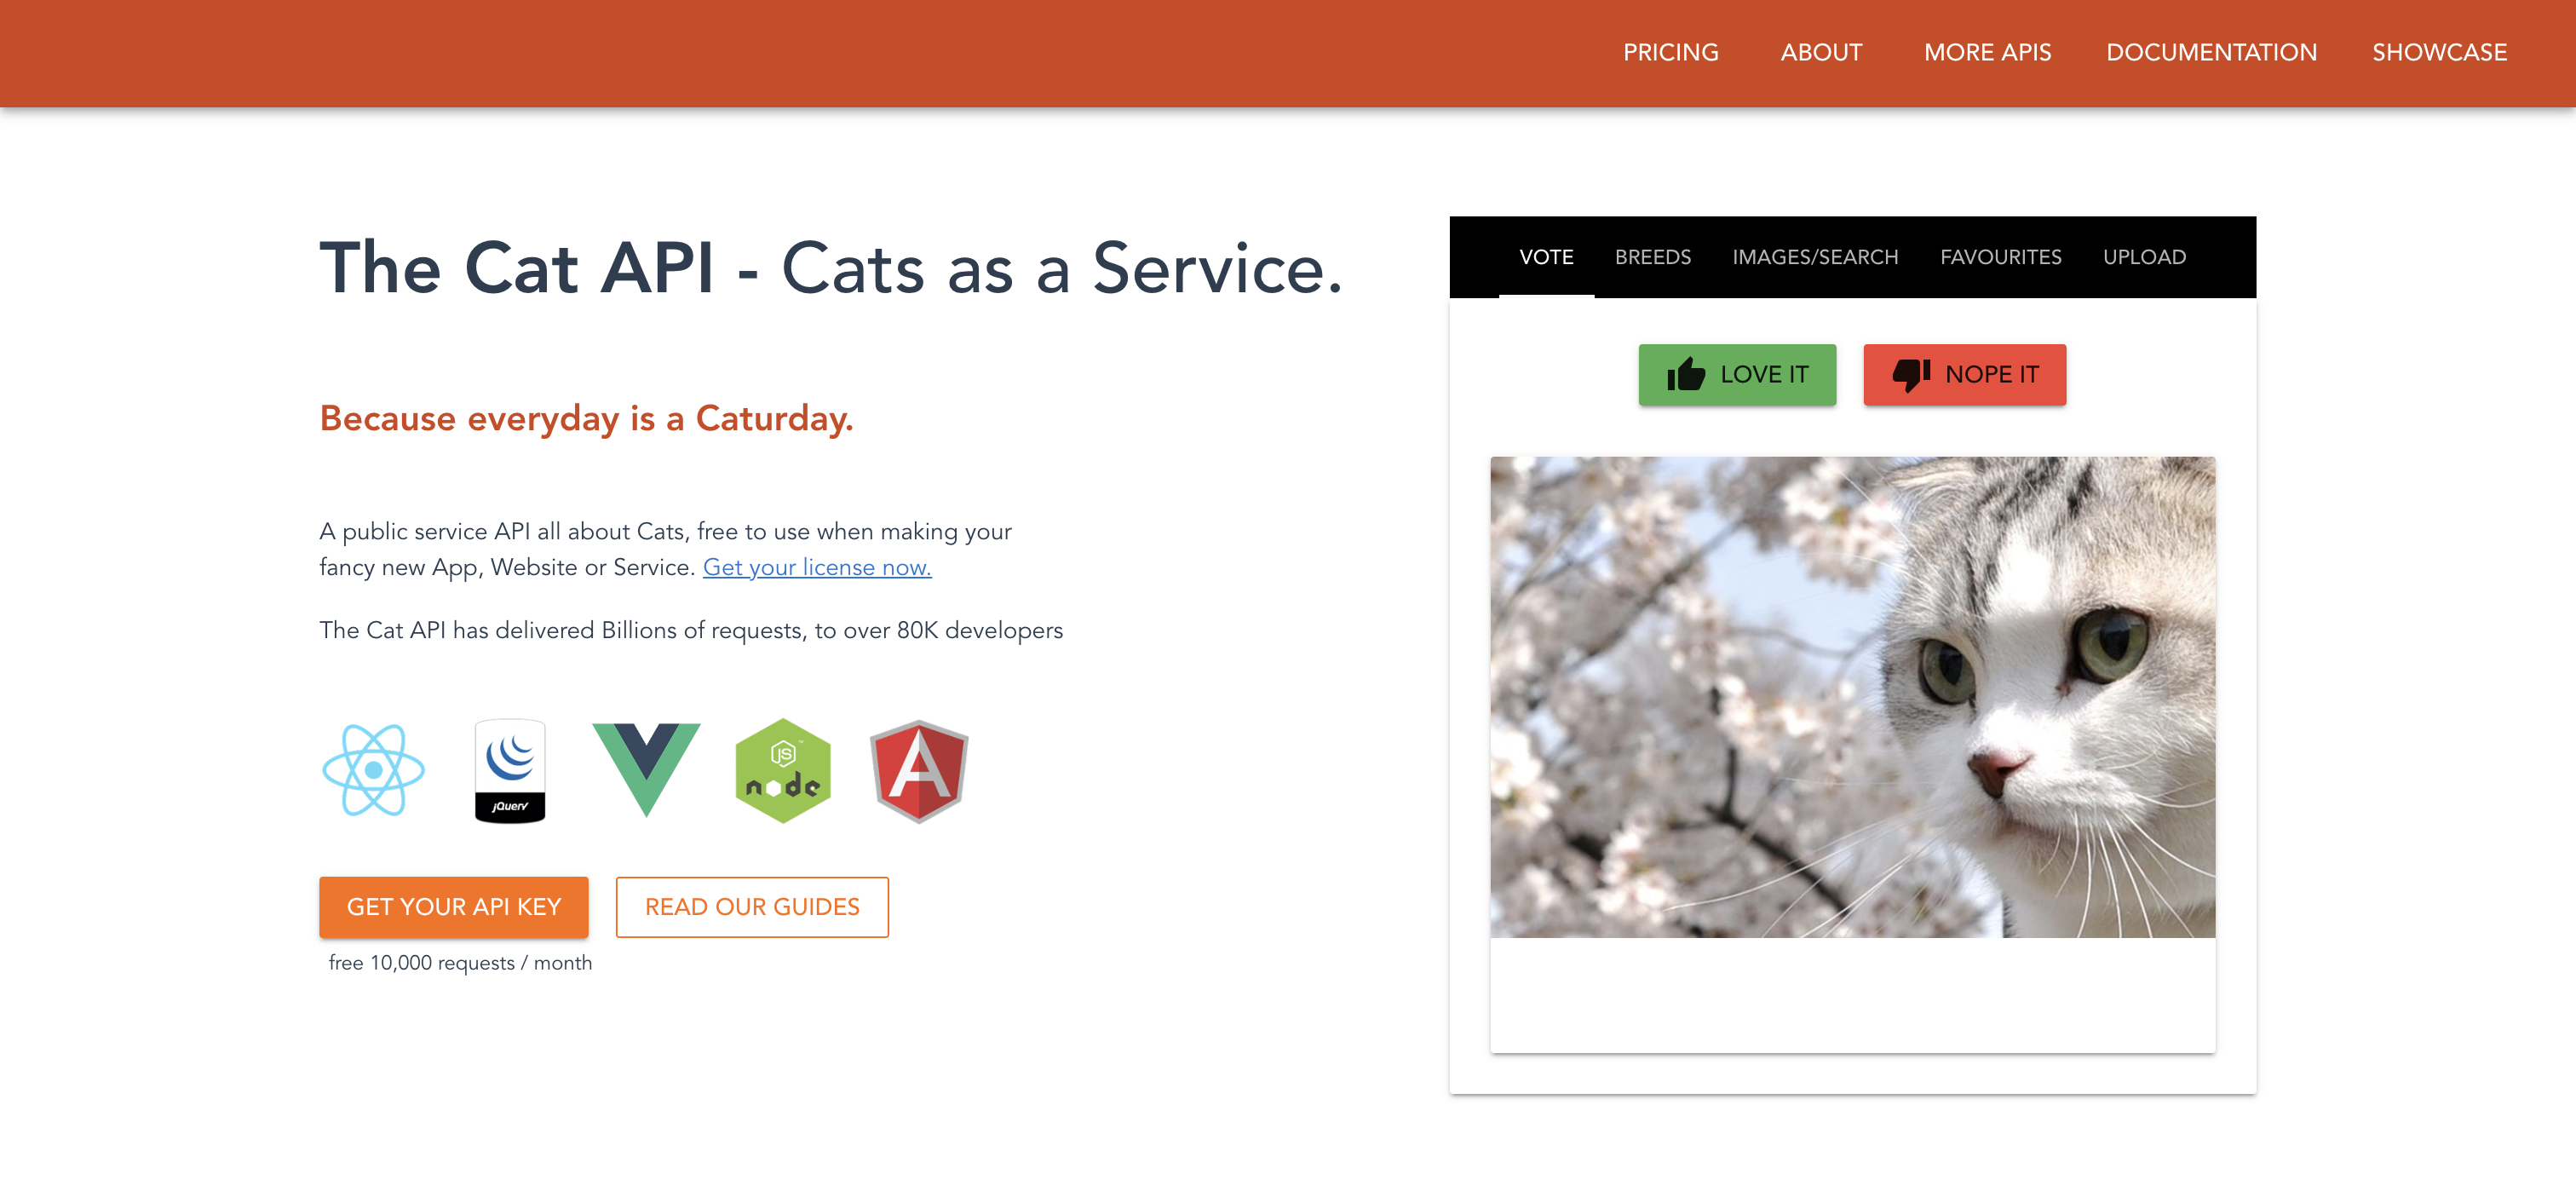 PRICING ABOUT MORE APIS DOCUMENTATION SHOWCASE
The Cat API - Cats as a Service.
Because everyday is a Caturday.
A public service API all about Cats, free to use when making your
fancy new App, Website or Service. Get your license now.
The Cat API has delivered Billions of requests, to over 80K developers
jQuery
JS
node
A
GET YOUR API KEY
READ OUR GUIDES
free 10,000 requests / month
VOTE BREEDS IMAGES/SEARCH FAVOURITES UPLOAD
LOVE IT
NOPE IT